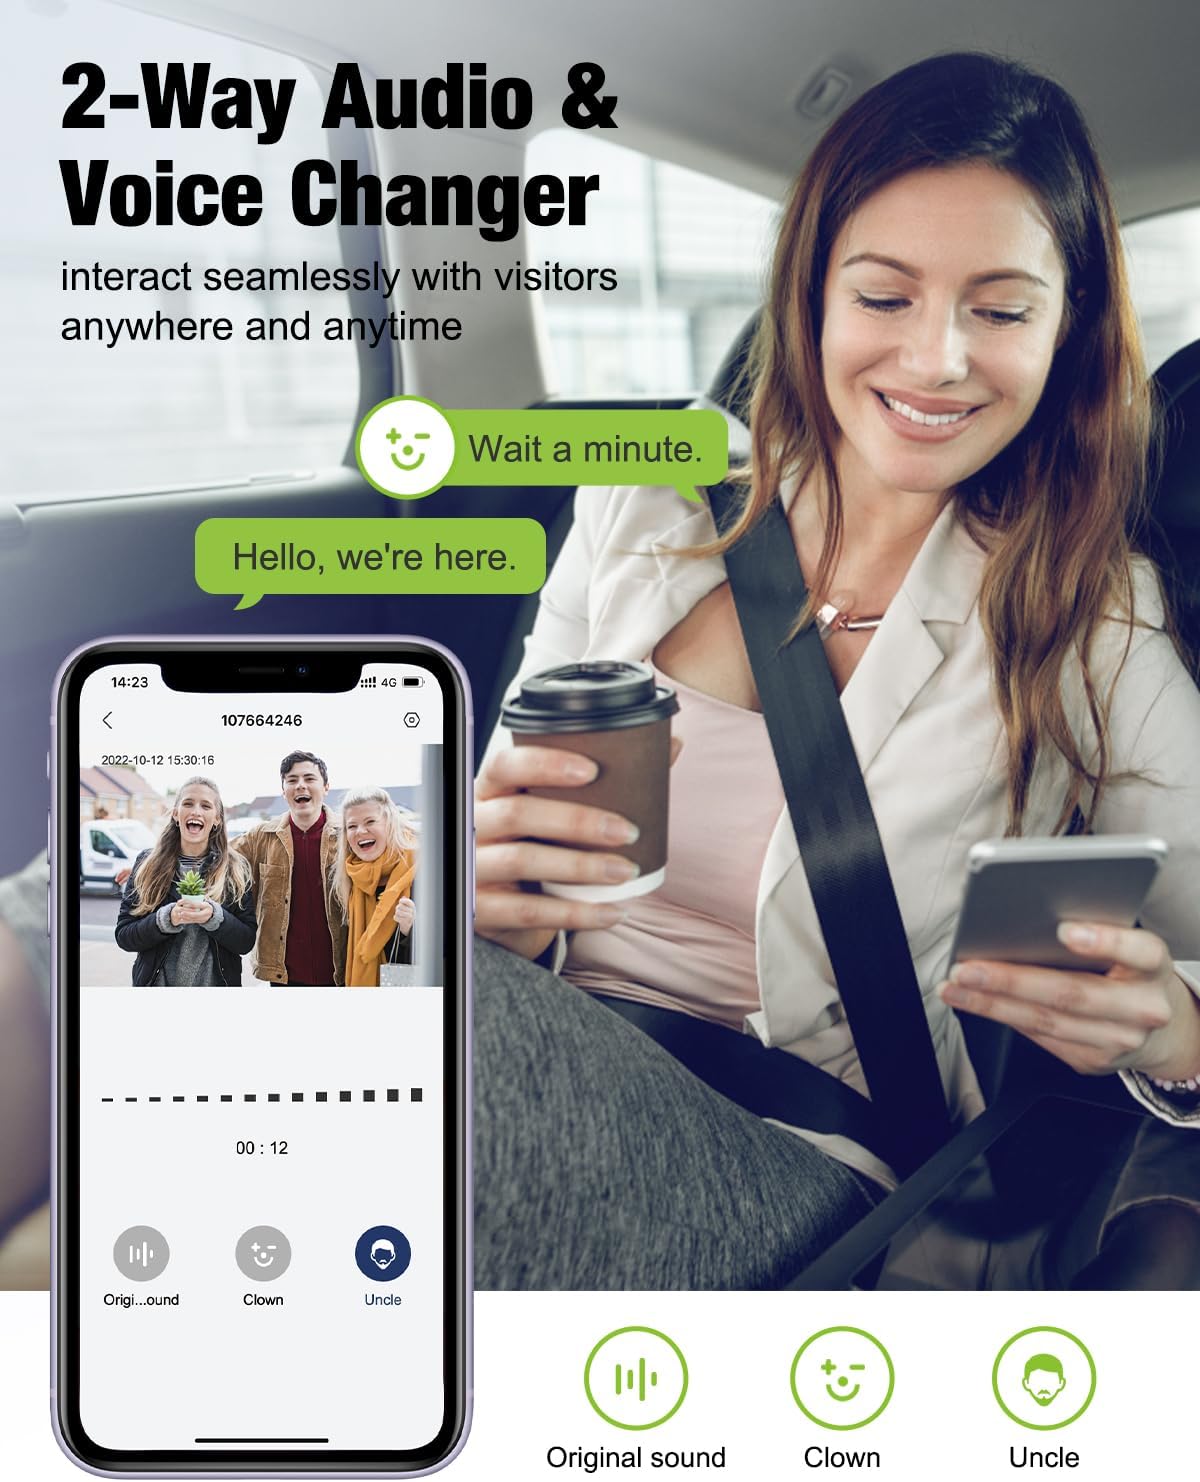 2-Way Audio &
Voice Changer
interact seamlessly with visitors
anywhere and anytime
Wait a minute.
Hello, we're here.
14:23
4G
107664246
2022-10-12 15:30:16
00 : 12
Origi...ound
Clown
Uncle
Original sound
Clown
Uncle